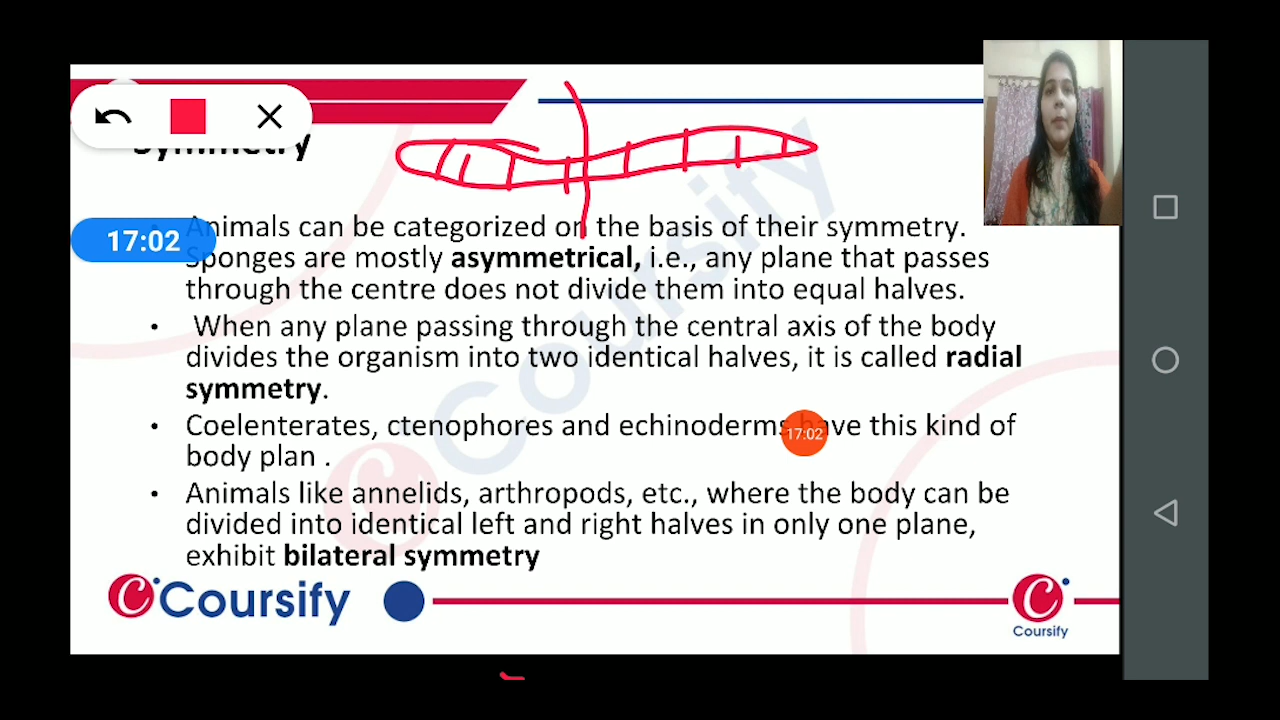 Symmetry
17:02
Animals can be categorized on the basis of their symmetry.
Sponges are mostly asymmetrical, i.e., any plane that passes
through the centre does not divide them into equal halves.
• When any plane passing through the central axis of the body
divides the organism into two identical halves, it is called radial
symmetry.
• Coelenterates, ctenophores and echinoderms have this kind of
17:02
body plan .
• Animals like annelids, arthropods, etc., where the body can be
divided into identical left and right halves in only one plane,
exhibit bilateral symmetry
Coursify
Coursify
Coursify